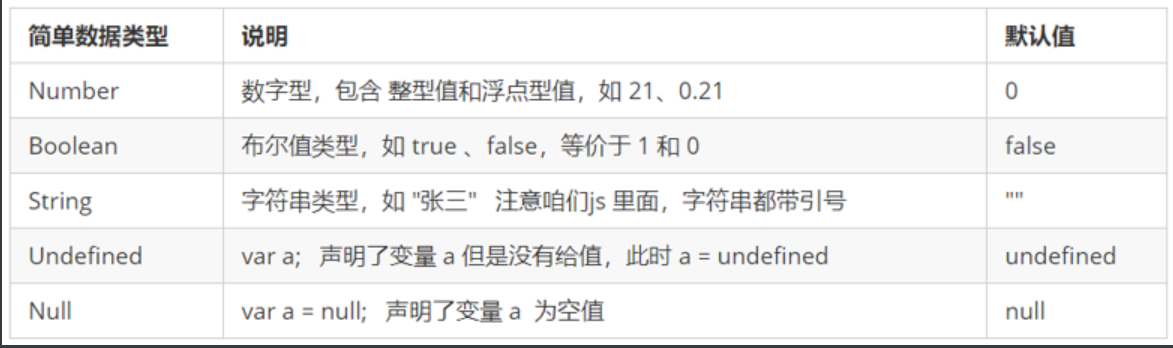 简单数据类型 说明 默认值
Number 数字型，包含 整型值和浮点型值，如 21、0.21 0
Boolean 布尔值类型，如 true 、false，等价于 1 和 0 false
String 字符串类型，如 "张三" 注意咱们js 里面，字符串都带引号 ""
Undefined var a; 声明了变量 a 但是没有给值，此时 a = undefined undefined
Null var a = null; 声明了变量 a 为空值 null